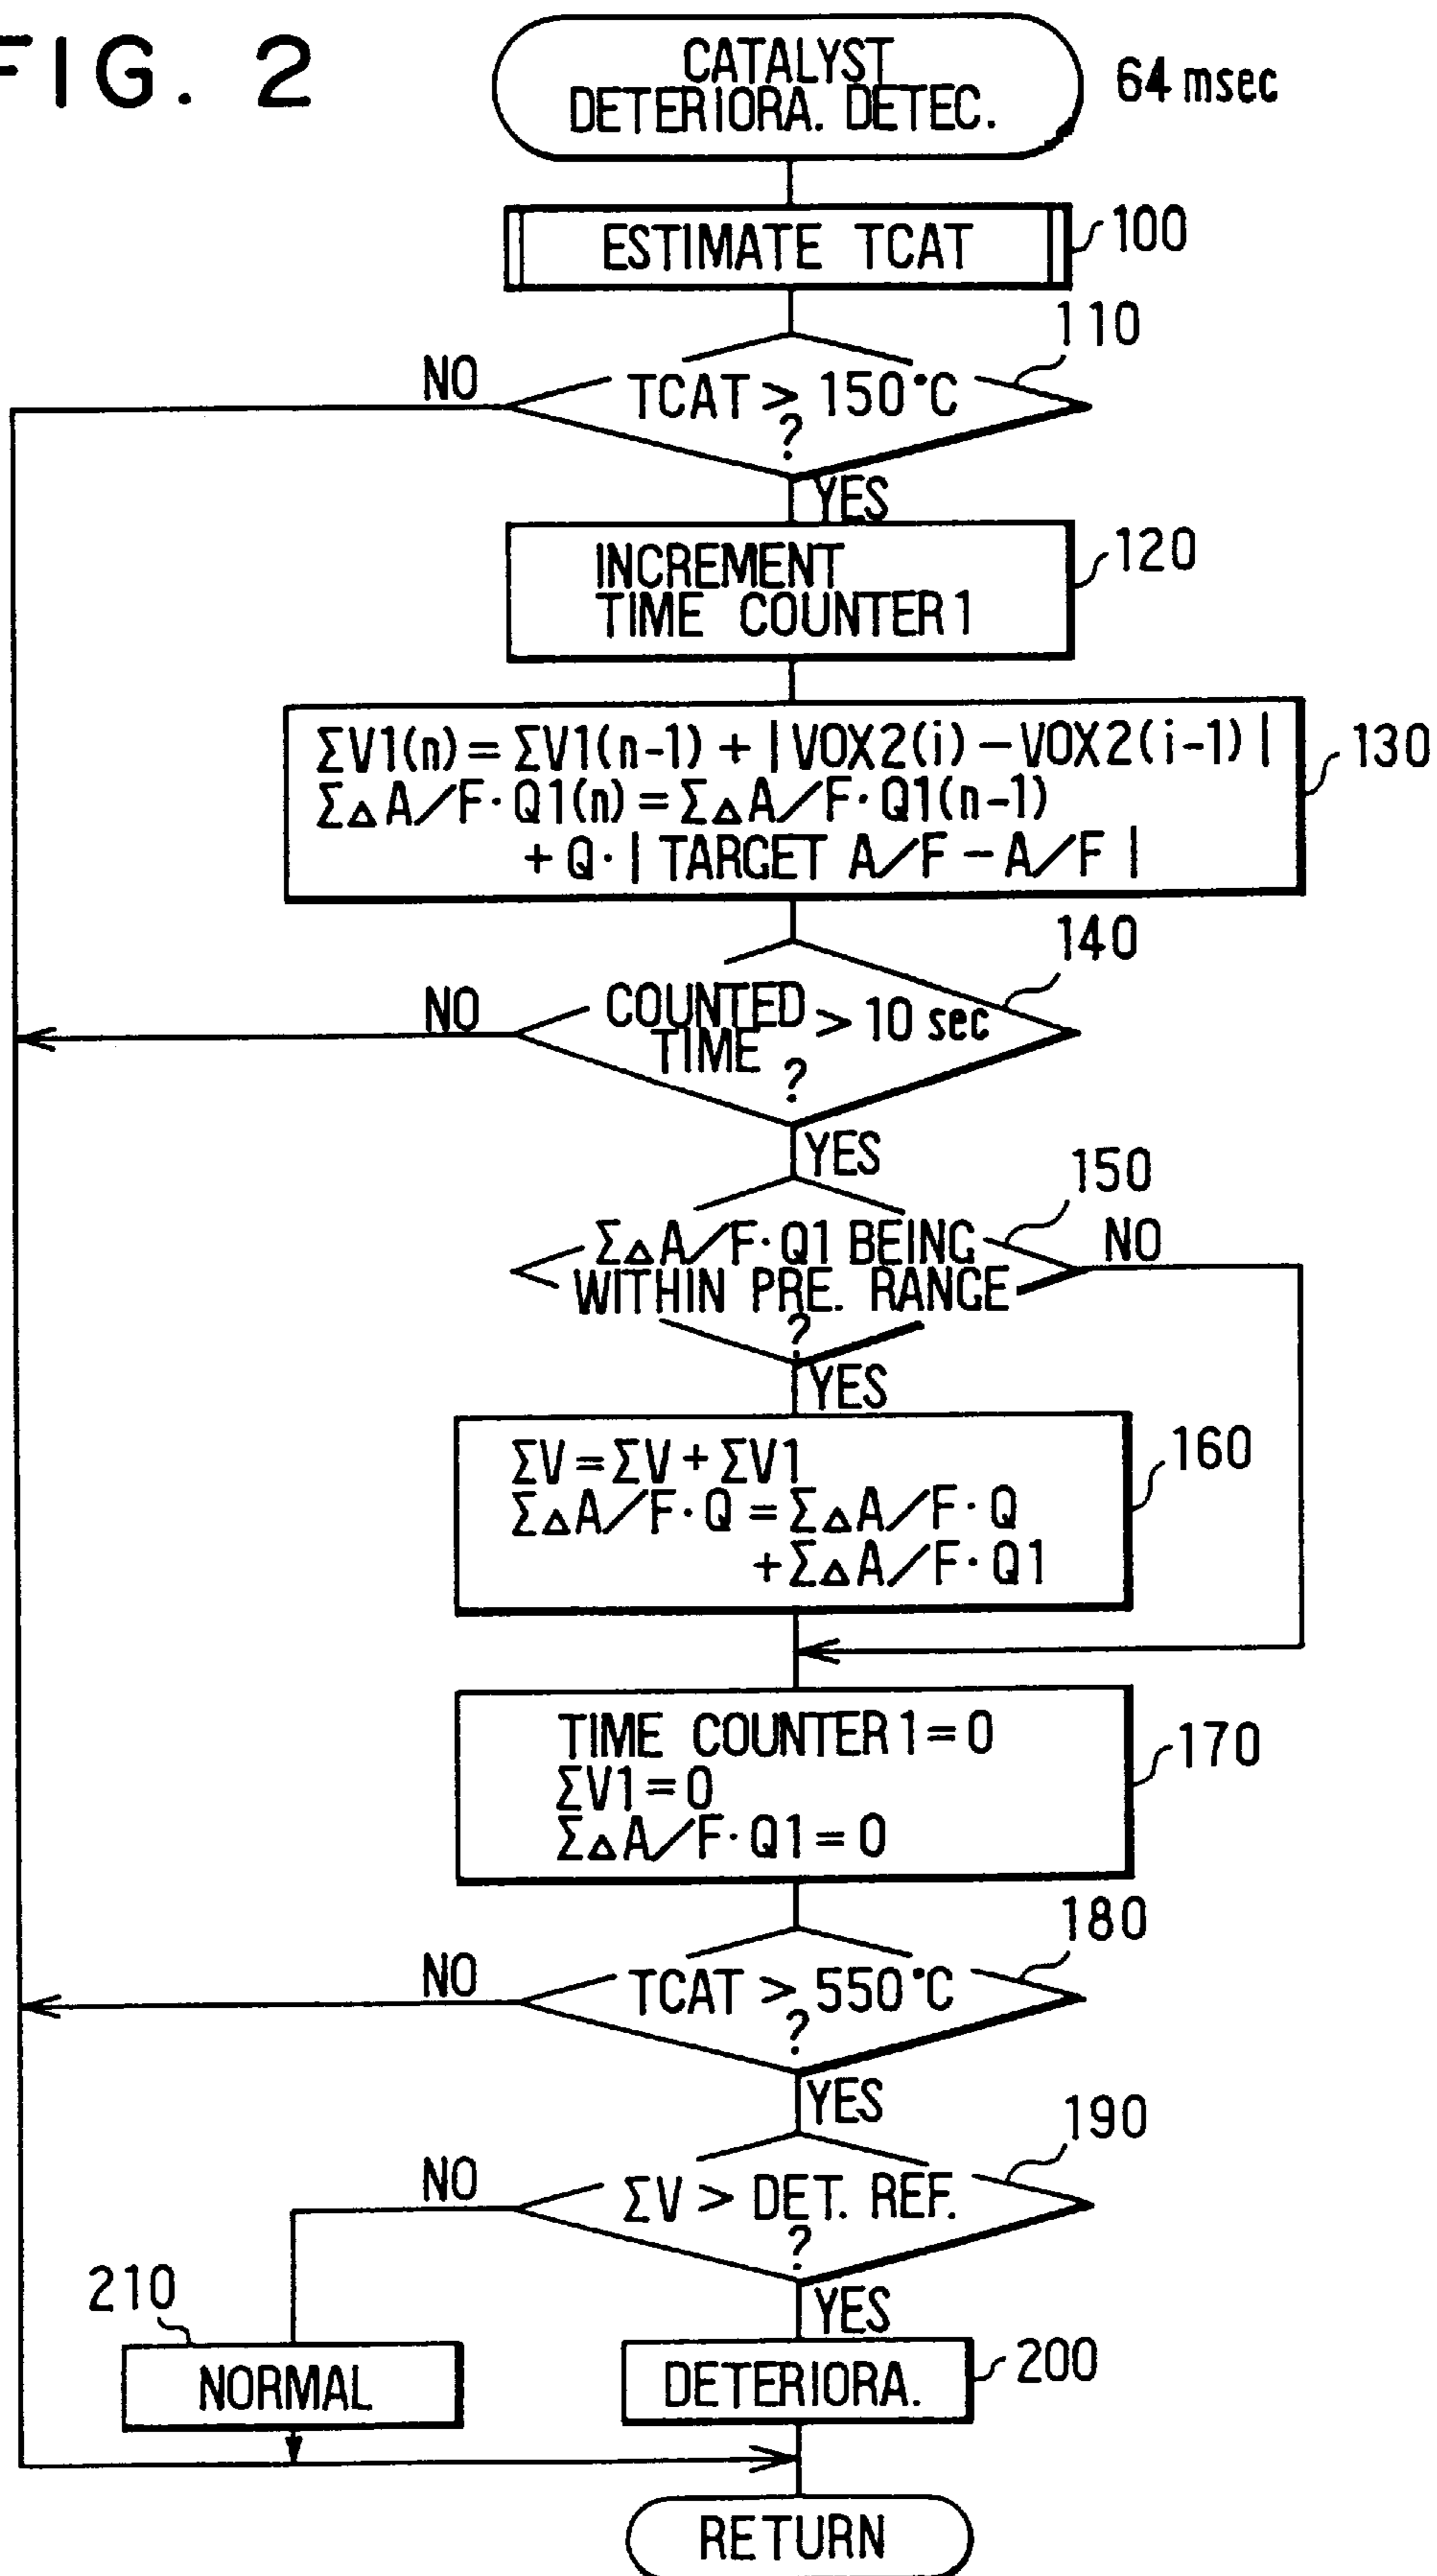 FIG. 2
CATALYST
DETERIORA. DETEC.
64 msec
ESTIMATE TCAT
100
110
NO
TCAT > 150°C
?
YES
INCREMENT
TIME COUNTER 1
120
ΣV1(n) = ΣV1(n-1) + | VOX2(i) – VOX2(i-1) |
Σ△A/F·Q1(n) = Σ△A/F·Q1(n-1)
+ Q · | TARGET A/F – A/F |
130
140
NO
COUNTED
TIME
> 10 sec
?
YES
150
Σ△A/F·Q1 BEING
WITHIN PRE. RANGE
?
NO
YES
ΣV = ΣV + ΣV1
Σ△A/F·Q = Σ△A/F·Q
+ Σ△A/F·Q1
160
TIME COUNTER 1 = 0
ΣV1 = 0
Σ△A/F·Q1 = 0
170
180
NO
TCAT > 550°C
?
YES
190
NO
ΣV > DET. REF.
?
YES
210
NORMAL
DETERIORA.
200
RETURN